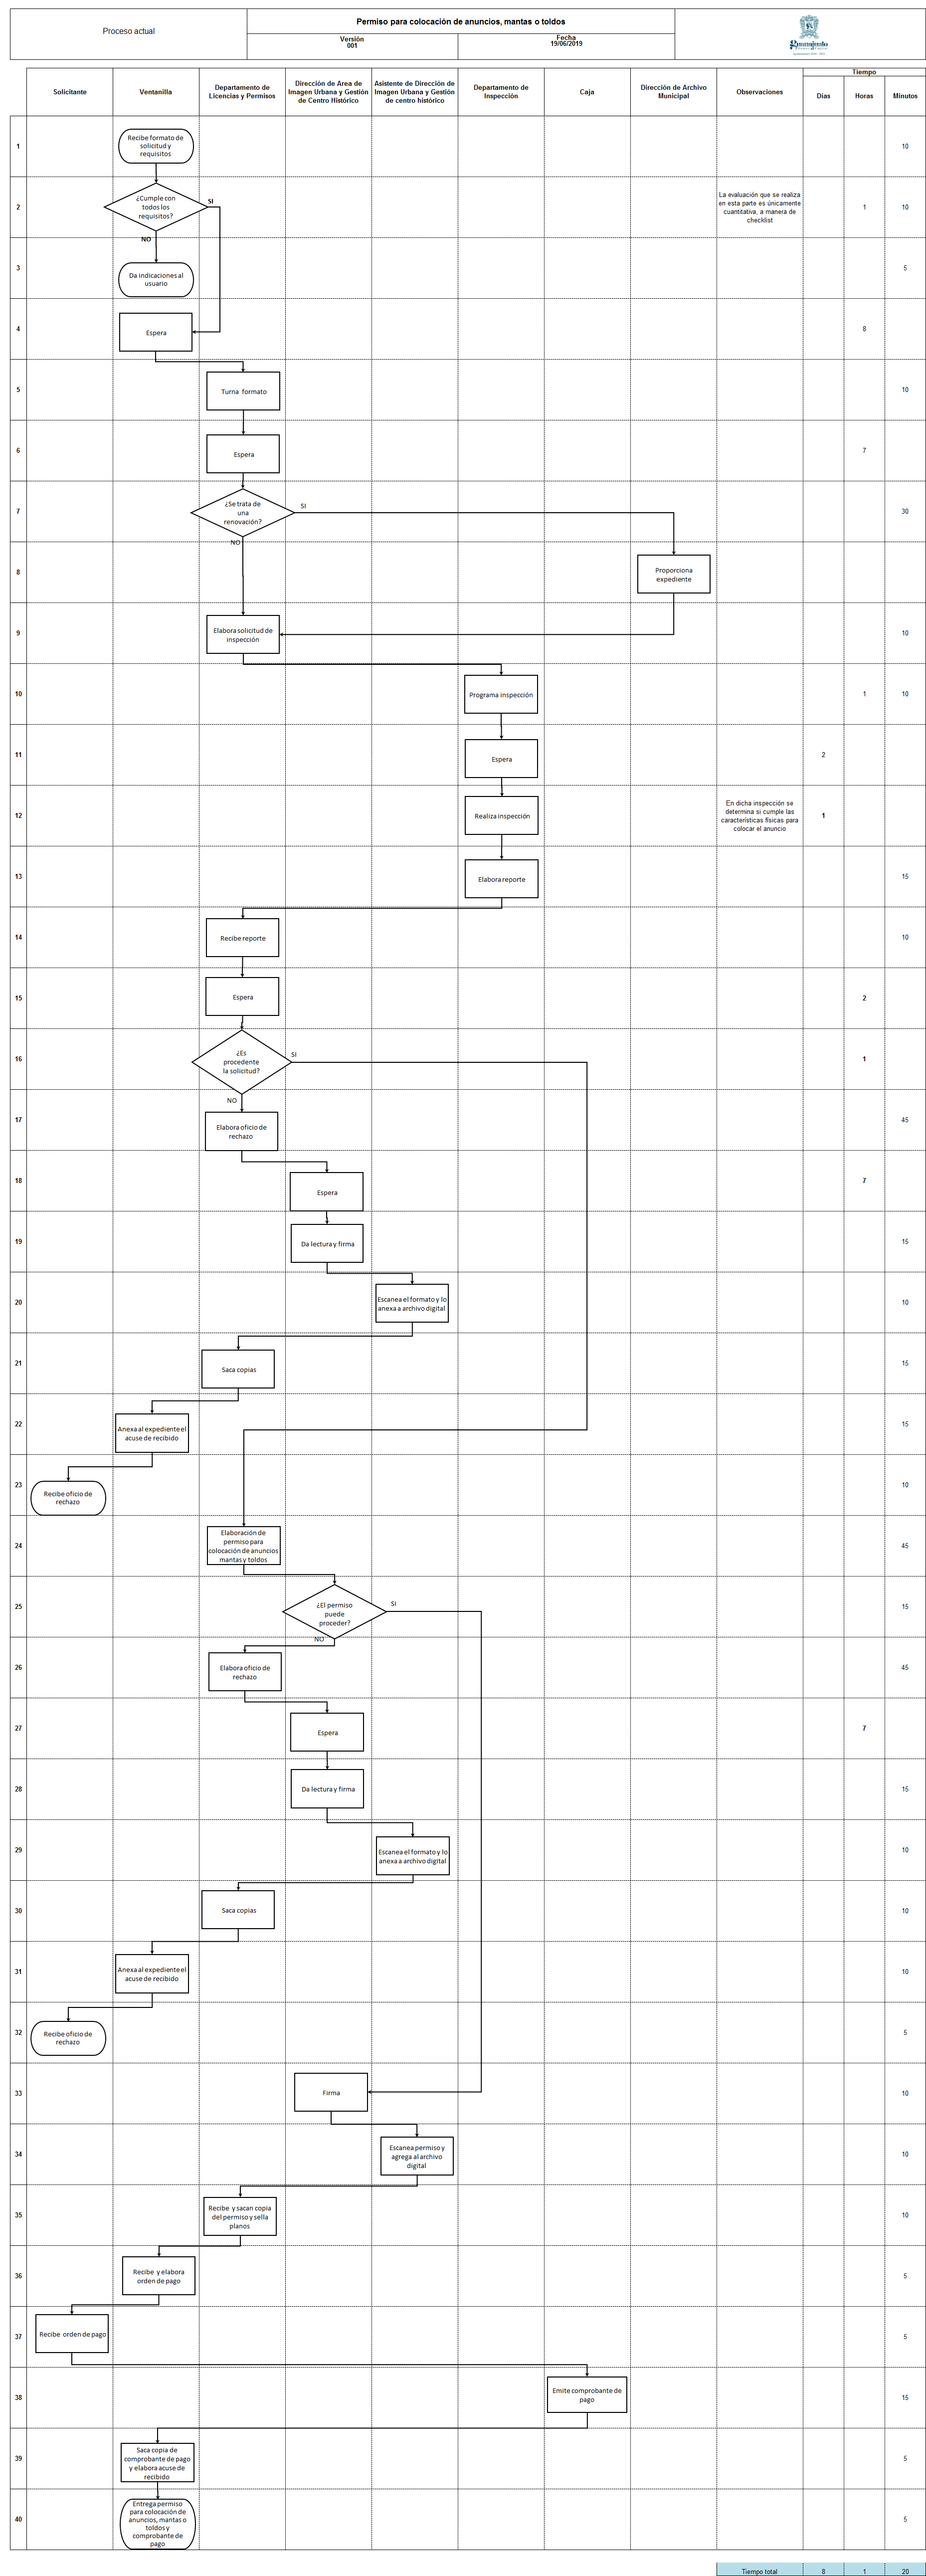 Proceso actual
Permiso para colocación de anuncios, mantas o toldos
Versión
001
Fecha
19/06/2019
Guanajuato
Tiempo
Solicitante
Ventanilla
Departamento de
Licencias y Permisos
Dirección de Area de
Imagen Urbana y Gestión
de Centro Histórico
Asistente de Dirección de
Imagen Urbana y Gestión
de centro histórico
Departamento de
Inspección
Caja
Dirección de Archivo
Municipal
Observaciones
Días
Horas
Minutos
1
Recibe formato de
solicitud y
requisitos
10
2
¿Cumple con
todos los
requisitos?
SI
NO
La evaluación que se realiza
en esta parte es únicamente
cuantitativa, a manera de
checklist
1
10
3
Da indicaciones al
usuario
5
4
Espera
8
5
Turna formato
10
6
Espera
7
7
¿Se trata de
una
renovación?
SI
NO
30
8
Proporciona
expediente
9
Elabora solicitud de
inspección
10
10
Programa inspección
1
10
11
Espera
2
12
Realiza inspección
En dicha inspección se
determina si cumple las
características físicas para
colocar el anuncio
1
13
Elabora reporte
15
14
Recibe reporte
10
15
Espera
2
16
¿Es
procedente
la solicitud?
SI
NO
1
17
Elabora oficio de
rechazo
45
18
Espera
7
19
Da lectura y firma
15
20
Escanea el formato y lo
anexa a archivo digital
10
21
Saca copias
15
22
Anexa al expediente el
acuse de recibido
15
23
Recibe oficio de
rechazo
10
24
Elaboración de
permiso para
colocación de anuncios
mantas y toldos
45
25
¿El permiso
puede
proceder?
SI
NO
15
26
Elabora oficio de
rechazo
45
27
Espera
7
28
Da lectura y firma
15
29
Escanea el formato y lo
anexa a archivo digital
10
30
Saca copias
10
31
Anexa al expediente el
acuse de recibido
10
32
Recibe oficio de
rechazo
5
33
Firma
10
34
Escanea permiso y
agrega al archivo
digital
10
35
Recibe y sacan copia
del permiso y sella
planos
10
36
Recibe y elabora
orden de pago
5
37
Recibe orden de pago
5
38
Emite comprobante de
pago
15
39
Saca copia de
comprobante de pago
y elabora acuse de
recibido
5
40
Entrega permiso
para colocación de
anuncios, mantas o
toldos y
comprobante de
pago
5
Tiempo total
8
1
20